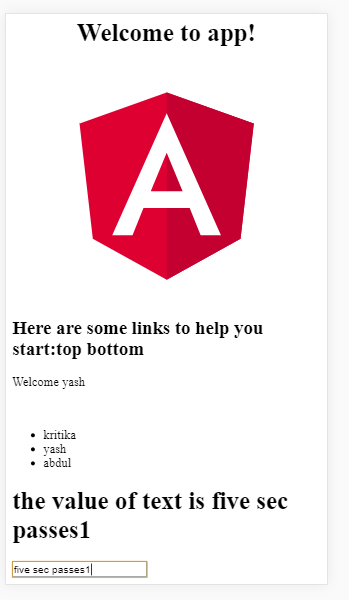 Welcome to app!
A
Here are some links to help you
start:top bottom
Welcome yash
kritika
yash
abdul
the value of text is five sec
passes1
five sec passes1